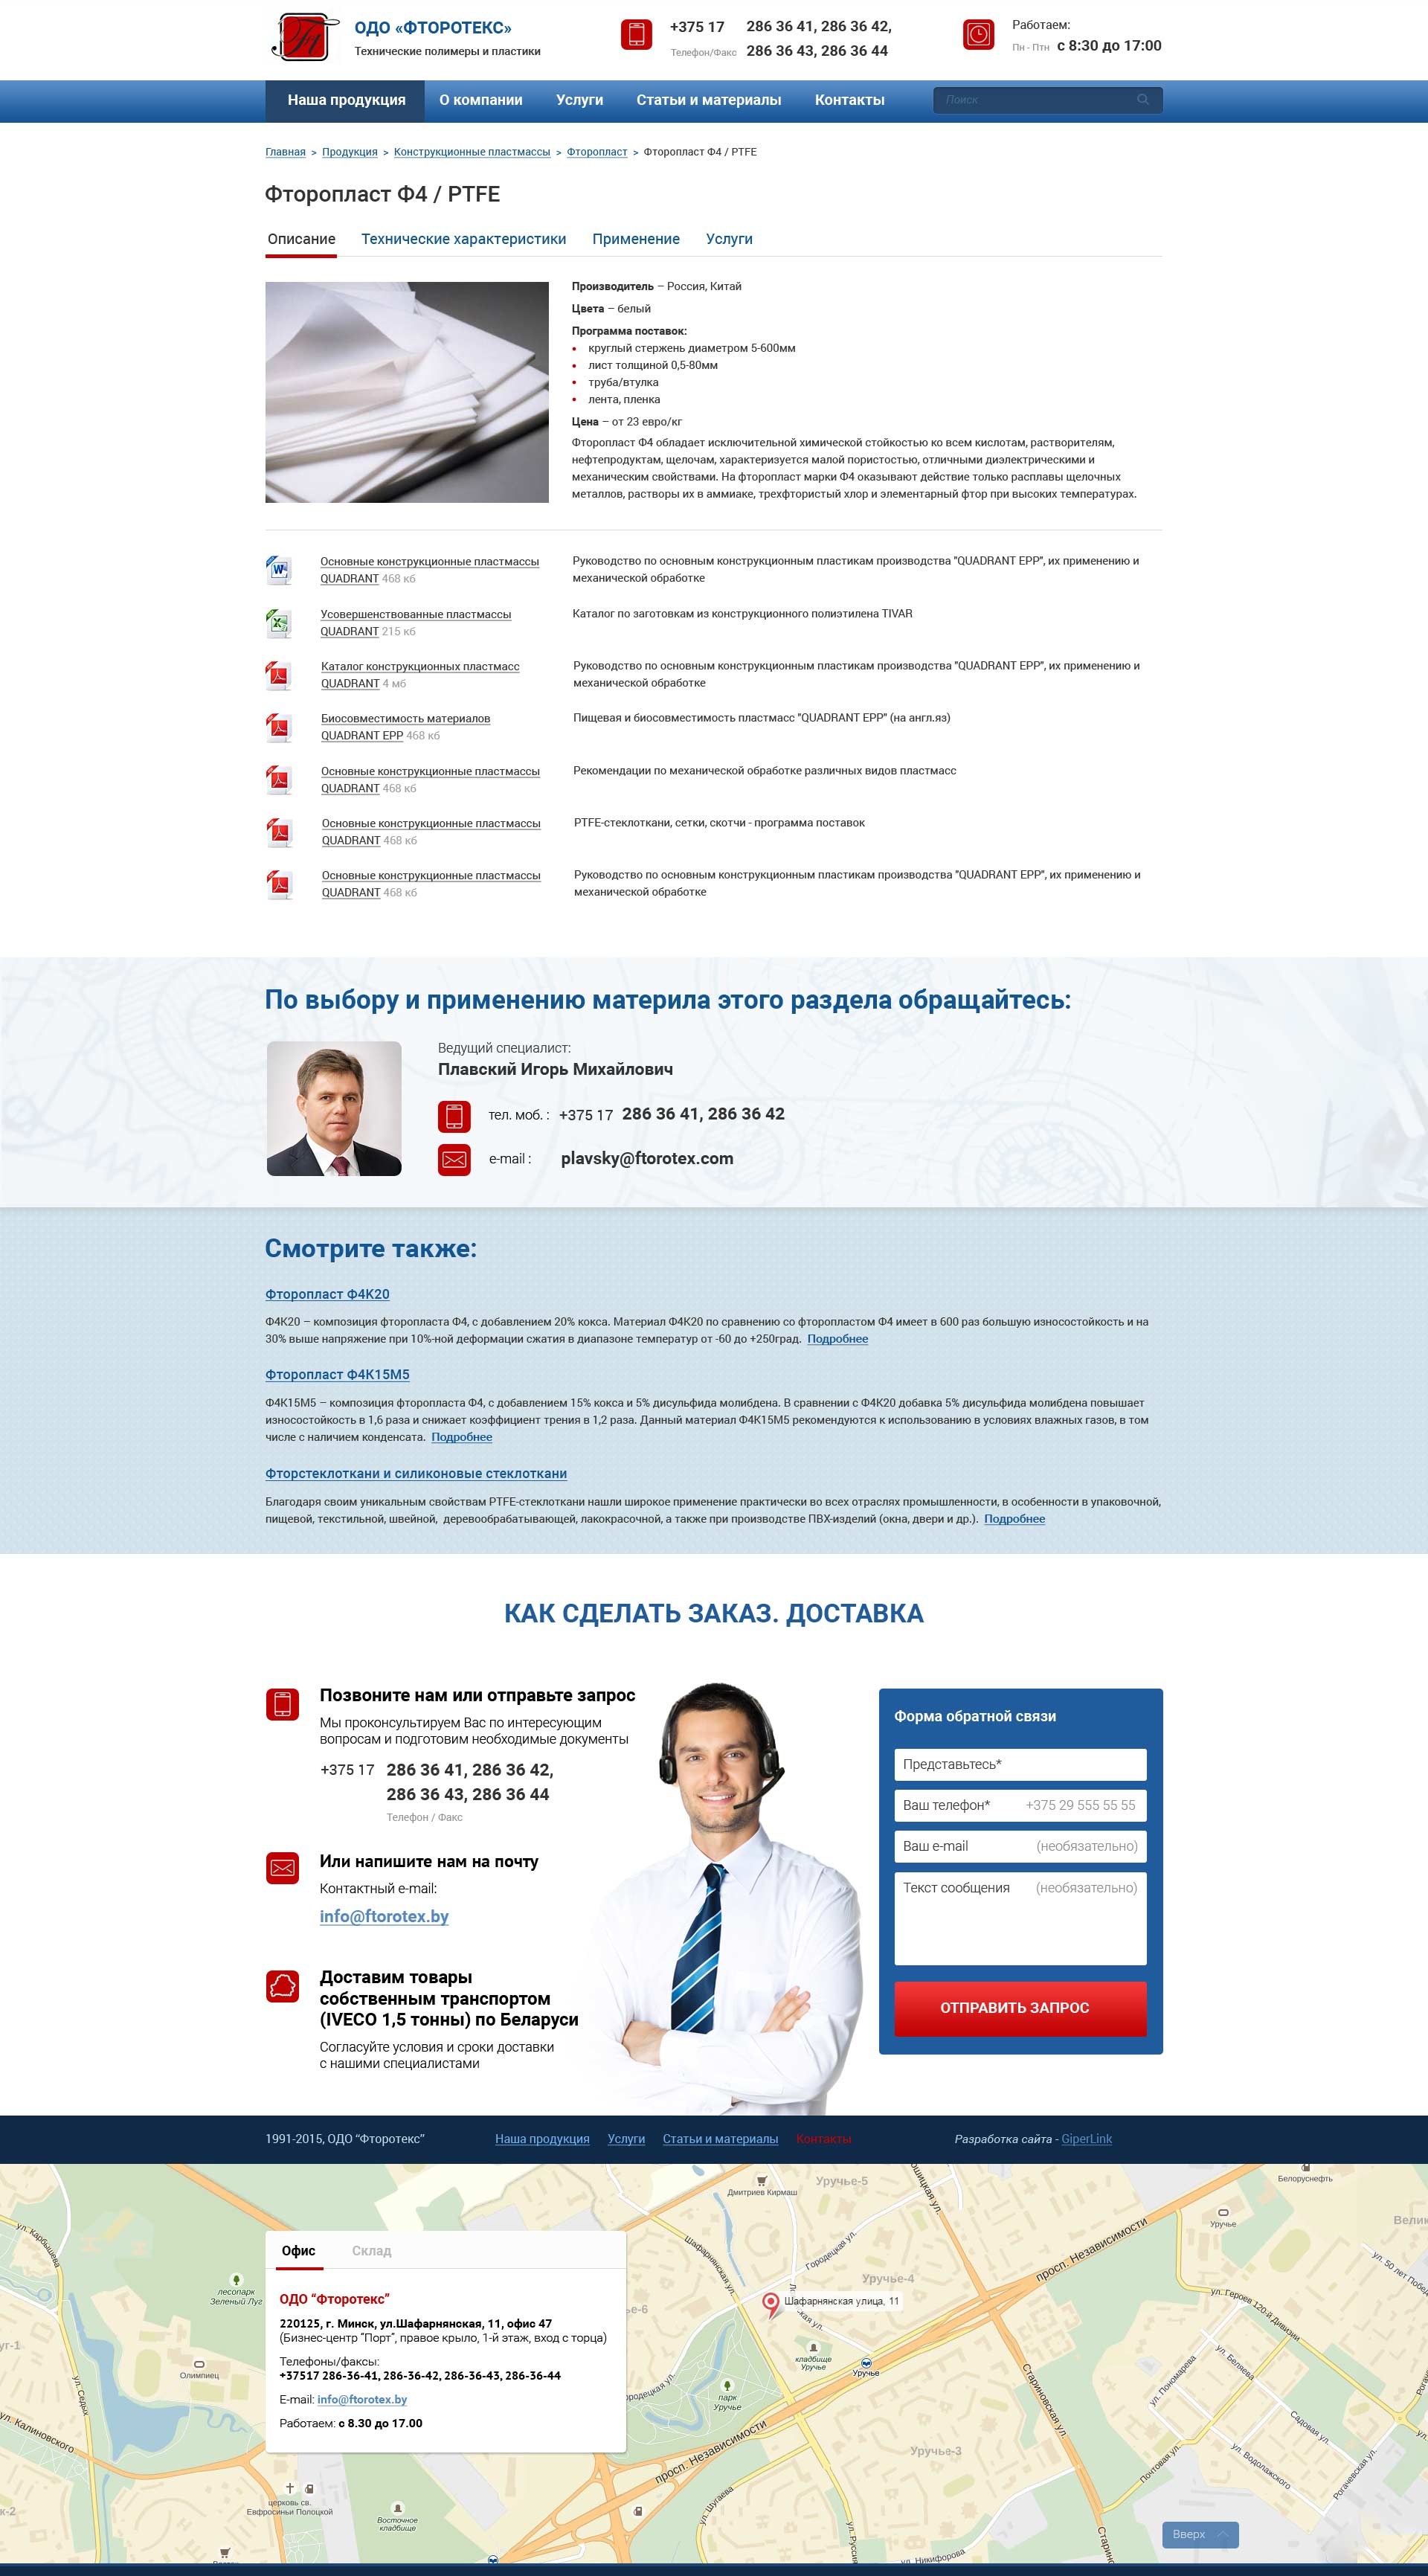 ОДО «ФТОРОТЕКС»
Технические полимеры и пластики
+375 17 286 36 41, 286 36 42,
Телефон/Факс 286 36 43, 286 36 44
Работаем:
Пн - Птн с 8:30 до 17:00
Наша продукция О компании Услуги Статьи и материалы Контакты Поиск
Главная > Продукция > Конструкционные пластмассы > Фторопласт > Фторопласт Ф4 / PTFE
Фторопласт Ф4 / PTFE
Описание Технические характеристики Применение Услуги
Производитель – Россия, Китай
Цвета – белый
Программа поставок:
• круглый стержень диаметром 5-600мм
• лист толщиной 0,5-80мм
• труба/втулка
• лента, пленка
Цена – от 23 евро/кг
Фторопласт Ф4 обладает исключительной химической стойкостью ко всем кислотам, растворителям,
нефтепродуктам, щелочам, характеризуется малой пористостью, отличными диэлектрическими и
механическим свойствами. На фторопласт марки Ф4 оказывают действие только расплавы щелочных
металлов, растворы их в аммиаке, трехфтористый хлор и элементарный фтор при высоких температурах.
Основные конструкционные пластмассы
QUADRANT 468 кб
Руководство по основным конструкционным пластикам производства "QUADRANT EPP", их применению и
механической обработке
Усовершенствованные пластмассы
QUADRANT 215 кб
Каталог по заготовкам из конструкционного полиэтилена TIVAR
Каталог конструкционных пластмасс
QUADRANT 4 мб
Руководство по основным конструкционным пластикам производства "QUADRANT EPP", их применению и
механической обработке
Биосовместимость материалов
QUADRANT EPP 468 кб
Пищевая и биосовместимость пластмасс "QUADRANT EPP" (на англ.яз)
Основные конструкционные пластмассы
QUADRANT 468 кб
Рекомендации по механической обработке различных видов пластмасс
Основные конструкционные пластмассы
QUADRANT 468 кб
PTFE-стеклоткани, сетки, скотчи - программа поставок
Основные конструкционные пластмассы
QUADRANT 468 кб
Руководство по основным конструкционным пластикам производства "QUADRANT EPP", их применению и
механической обработке
По выбору и применению материла этого раздела обращайтесь:
Ведущий специалист:
Плавский Игорь Михайлович
тел. моб. : +375 17 286 36 41, 286 36 42
e-mail : plavsky@ftorotex.com
Смотрите также:
Фторопласт Ф4К20
Ф4К20 – композиция фторопласта Ф4, с добавлением 20% кокса. Материал Ф4К20 по сравнению со фторопластом Ф4 имеет в 600 раз большую износостойкость и на
30% выше напряжение при 10%-ной деформации сжатия в диапазоне температур от -60 до +250град. Подробнее
Фторопласт Ф4К15М5
Ф4К15М5 – композиция фторопласта Ф4, с добавлением 15% кокса и 5% дисульфида молибдена. В сравнении с Ф4К20 добавка 5% дисульфида молибдена повышает
износостойкость в 1,6 раза и снижает коэффициент трения в 1,2 раза. Данный материал Ф4К15М5 рекомендуются к использованию в условиях влажных газов, в том
числе с наличием конденсата. Подробнее
Фторстеклоткани и силиконовые стеклоткани
Благодаря своим уникальным свойствам PTFE-стеклоткани нашли широкое применение практически во всех отраслях промышленности, в особенности в упаковочной,
пищевой, текстильной, швейной, деревообрабатывающей, лакокрасочной, а также при производстве ПВХ-изделий (окна, двери и др.). Подробнее
КАК СДЕЛАТЬ ЗАКАЗ. ДОСТАВКА
Позвоните нам или отправьте запрос
Мы проконсультируем Вас по интересующим
вопросам и подготовим необходимые документы
+375 17 286 36 41, 286 36 42,
286 36 43, 286 36 44
Телефон / Факс
Или напишите нам на почту
Контактный e-mail:
info@ftorotex.by
Доставим товары
собственным транспортом
(IVECO 1,5 тонны) по Беларуси
Согласуйте условия и сроки доставки
с нашими специалистами
Форма обратной связи
Представьтесь*
Ваш телефон* +375 29 555 55 55
Ваш e-mail (необязательно)
Текст сообщения (необязательно)
ОТПРАВИТЬ ЗАПРОС
1991-2015, ОДО “Фторотекс”
Наша продукция Услуги Статьи и материалы Контакты
Разработка сайта - GiperLink
Офис Склад
ОДО “Фторотекс”
220125, г. Минск, ул.Шафарнянская, 11, офис 47
(Бизнес-центр “Порт”, правое крыло, 1-й этаж, вход с торца)
Телефоны/факсы:
+37517 286-36-41, 286-36-42, 286-36-43, 286-36-44
E-mail: info@ftorotex.by
Работаем: с 8.30 до 17.00
ул. Карбышева
лесопарк
Зеленый Луг
Олимпиец
ул. Седых
ул. Калиновского
церковь св.
Евфросиньи Полоцкой
Восточное
кладбище
Дмитриев Кирмаш
Уручье-5
Белоруснефть
Уручье
Шафарнянская ул.
Городецкая ул.
Уручье-4
Шафарнянская улица, 11
просп. Независимости
ул. 50 лет Побед
ул. Героев 120-й Дивизии
кладбище
Уручье
Уручье
парк
Уручье
Стариновская ул.
ул. Пономарева
ул. Беляева
Садовая ул.
ул. Водолажского
Почтовая ул.
Рогачевская ул.
просп. Независимости
Уручье-3
ул. Шугаева
ул. Никифорова
Вверх